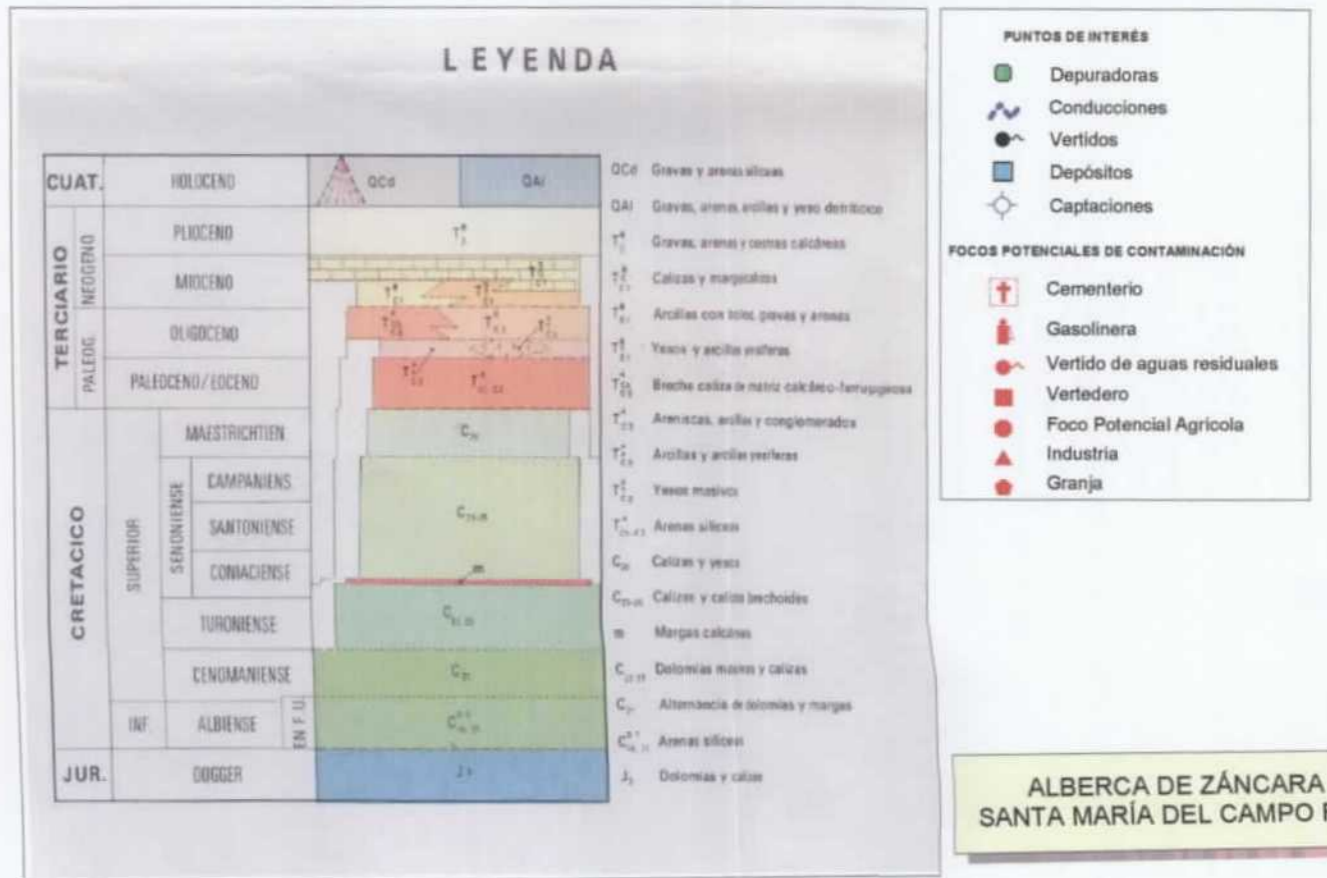 LEYENDA
CUAT.
HOLOCENO
QCd
QAl
TERCIARIO
NEOGENO
PLIOCENO
MIOCENO
PALEOG.
OLIGOCENO
PALEOCENO/EOCENO
CRETACICO
SUPERIOR
MAESTRICHTIEN
SENONIENSE
CAMPANIENS
SANTONIENSE
CONIACIENSE
m
TURONIENSE
CENOMANIENSE
INF.
ALBIENSE
EN F. U.
JUR.
DOGGER
QCd Gravas y arenas silíceas
QAl Gravas, arenas, arcillas y yeso detrítico
Gravas, arenas y costras calcáreas
Calizas y margocalizas
Arcillas con gravas y arenas
Yesos y arcillas yesíferas
Brecha caliza de matriz calcáreo-ferruginosa
Areniscas, arcillas y conglomerados
Arcillas y arcillas yesíferas
Yesos masivos
Arenas silíceas
Calizas y yesos
Calizas y caliza brechoides
m Margas calcáreas
Dolomías masivas y calizas
Alternancia de dolomías y margas
Arenas silíceas
Dolomías y calizas
PUNTOS DE INTERÉS
Depuradoras
Conducciones
Vertidos
Depósitos
Captaciones
FOCOS POTENCIALES DE CONTAMINACIÓN
Cementerio
Gasolinera
Vertido de aguas residuales
Vertedero
Foco Potencial Agrícola
Industria
Granja
ALBERCA DE ZÁNCARA
SANTA MARÍA DEL CAMPO